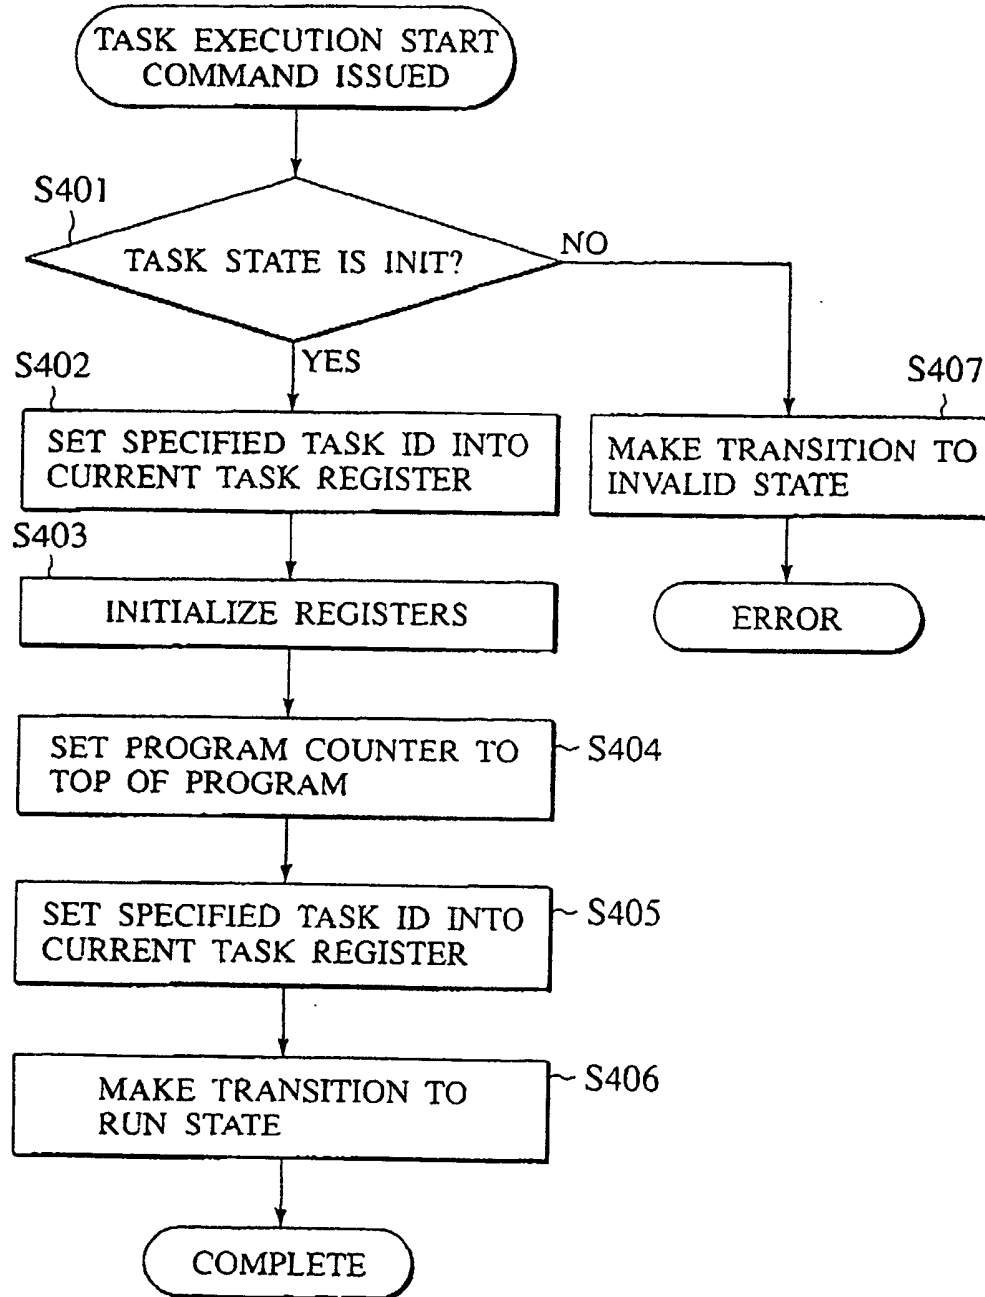 TASK EXECUTION START
COMMAND ISSUED
S401
TASK STATE IS INIT?
NO
YES
S402
SET SPECIFIED TASK ID INTO
CURRENT TASK REGISTER
S407
MAKE TRANSITION TO
INVALID STATE
S403
INITIALIZE REGISTERS
ERROR
SET PROGRAM COUNTER TO
TOP OF PROGRAM
S404
SET SPECIFIED TASK ID INTO
CURRENT TASK REGISTER
S405
MAKE TRANSITION TO
RUN STATE
S406
COMPLETE